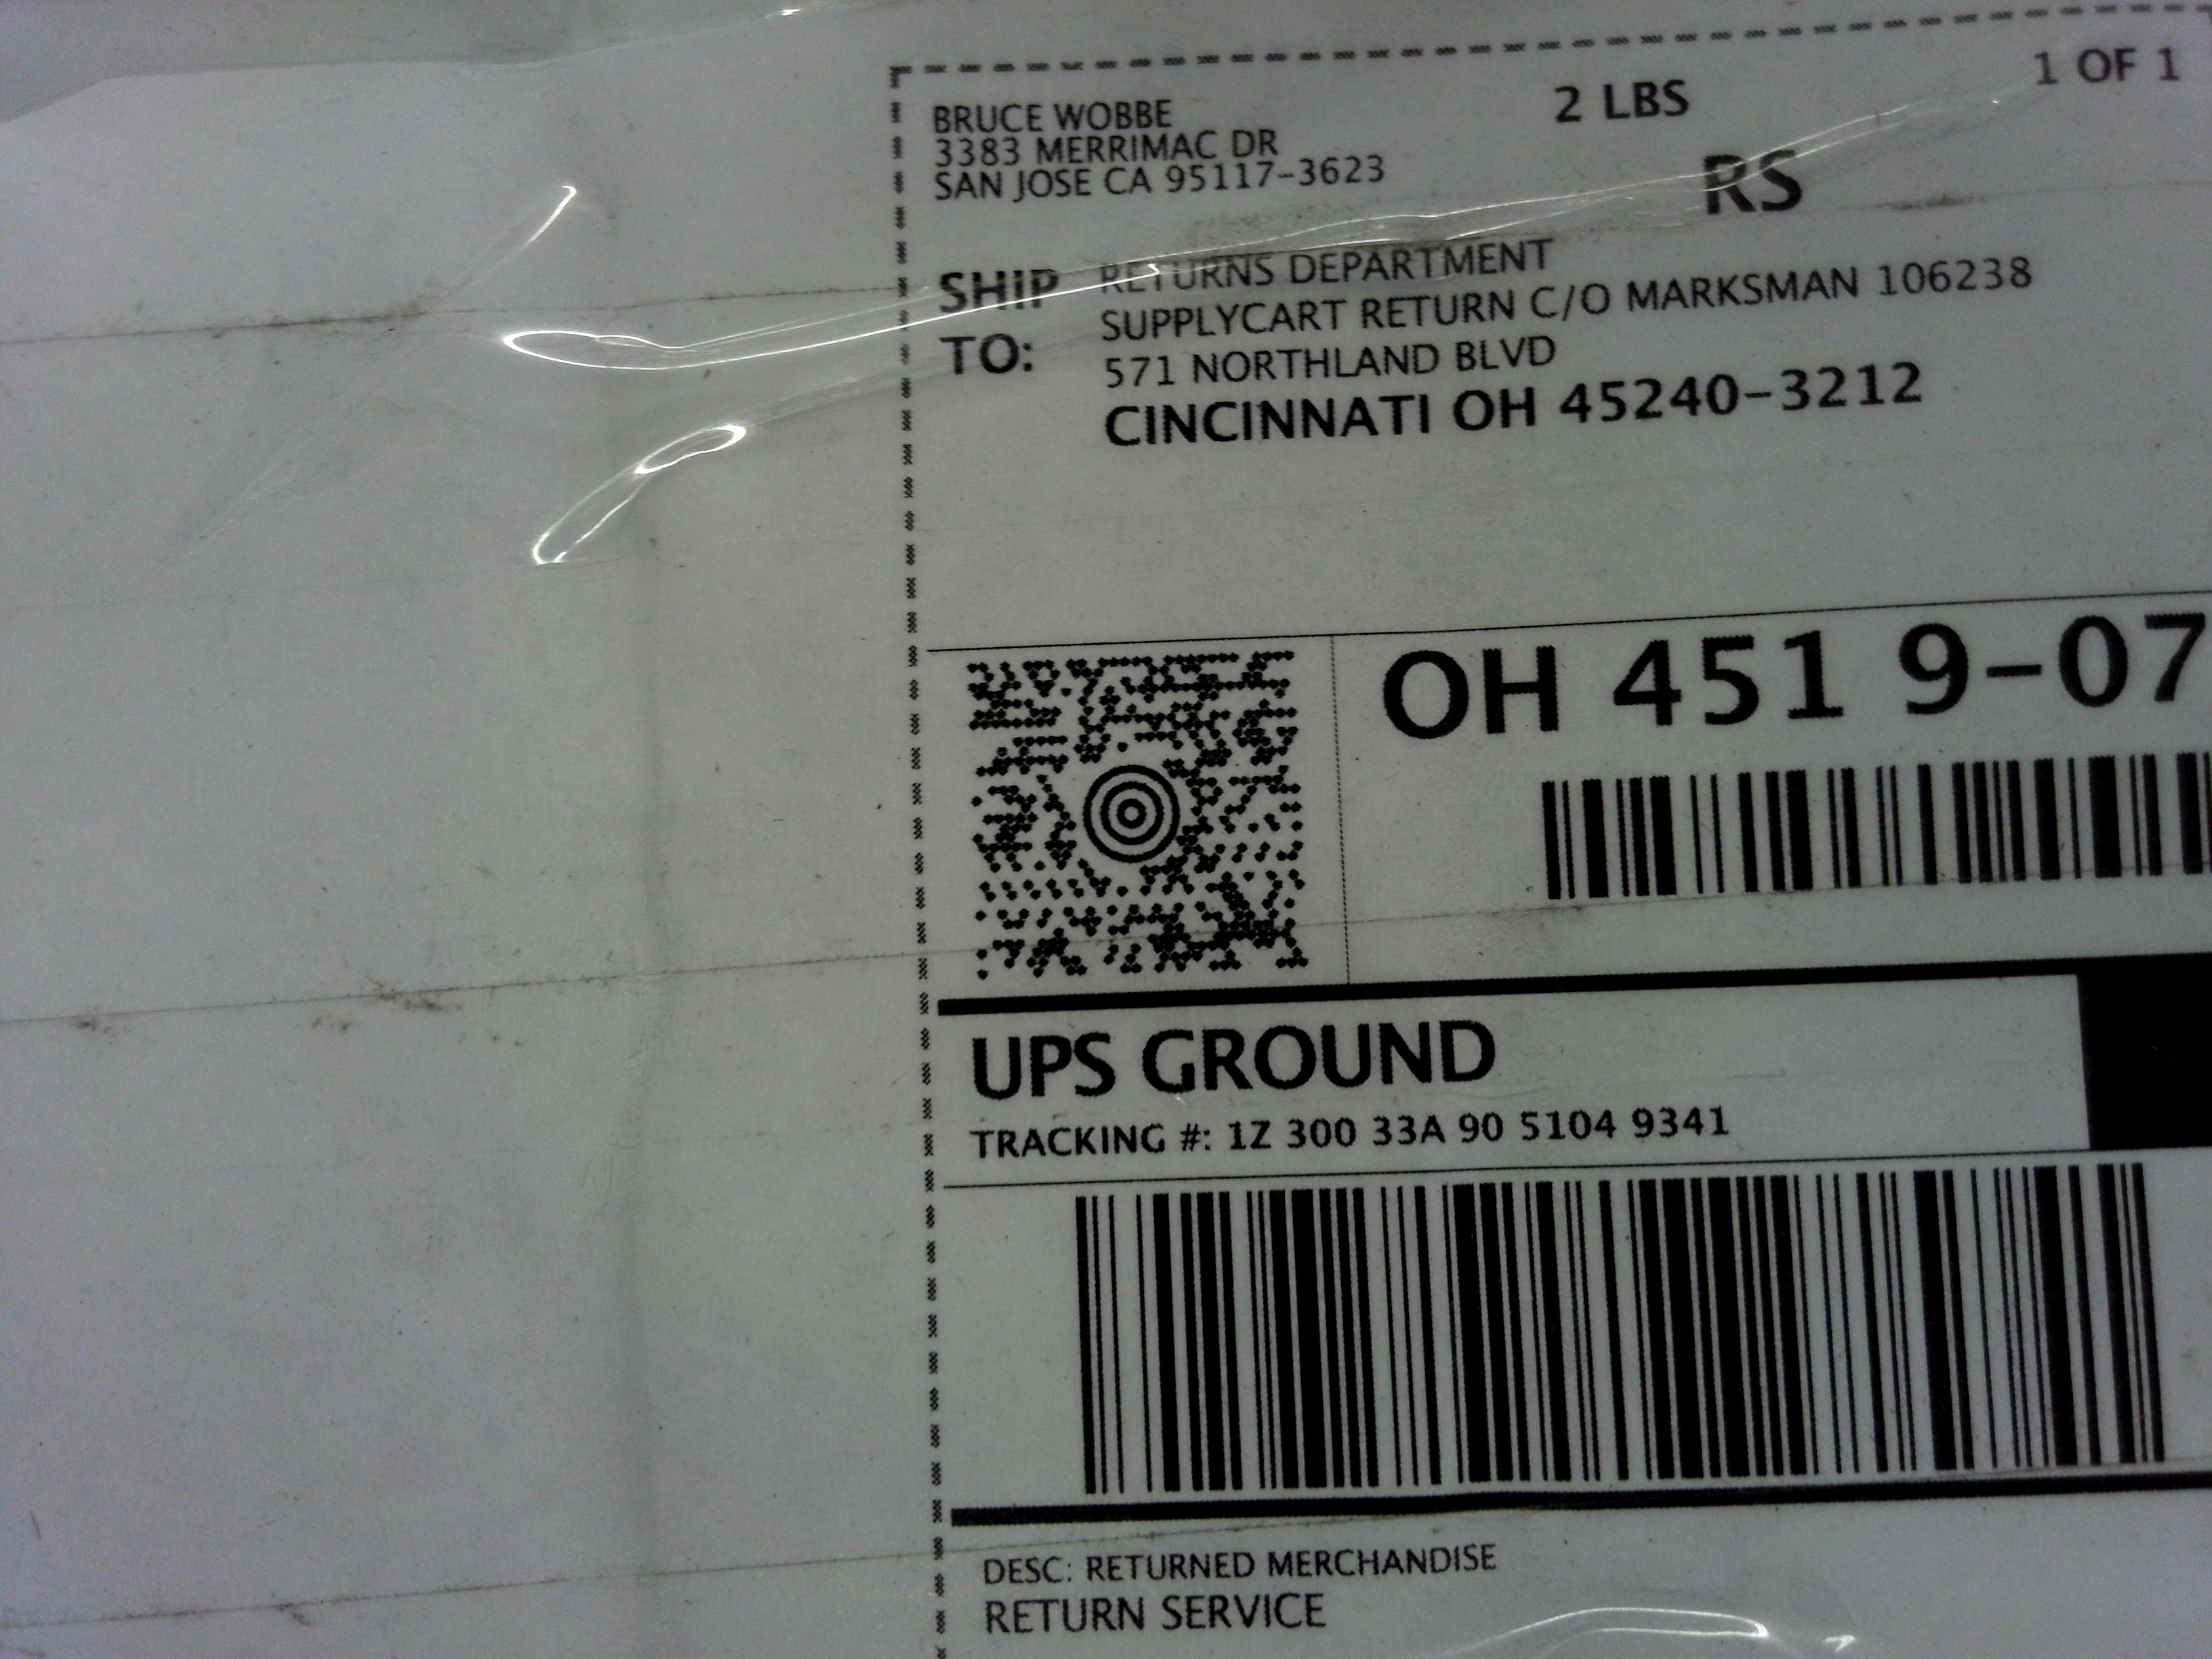 BRUCE WOBBE
3383 MERRIMAC DR
SAN JOSE CA 95117-3623
2 LBS
1 OF 1
RS
SHIP TO:
RETURNS DEPARTMENT
SUPPLYCART RETURN C/O MARKSMAN 106238
571 NORTHLAND BLVD
CINCINNATI OH 45240-3212
OH 451 9-07
UPS GROUND
TRACKING #: 1Z 300 33A 90 5104 9341
DESC: RETURNED MERCHANDISE
RETURN SERVICE